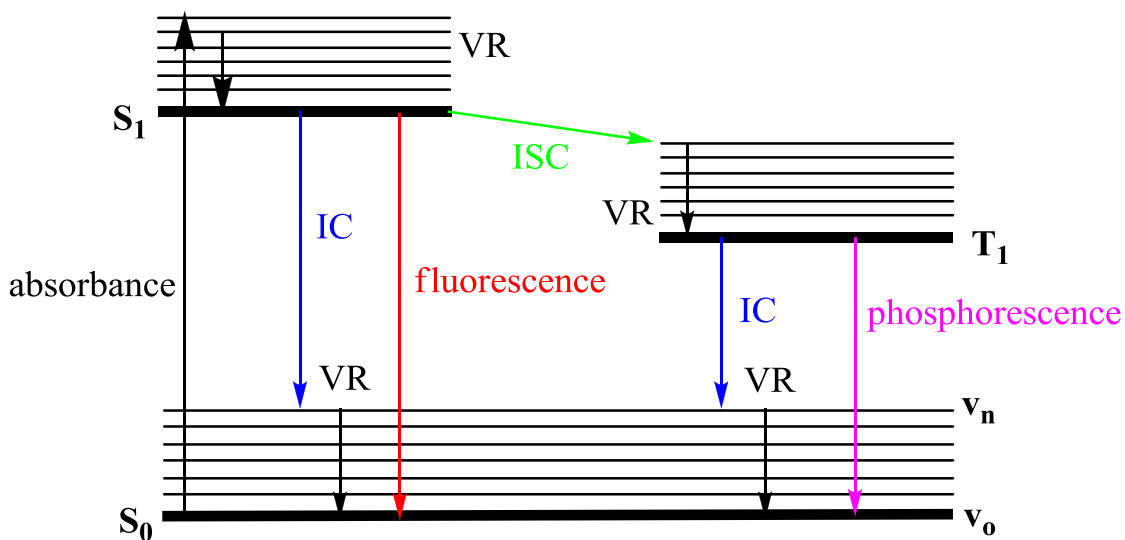 VR
S1
ISC
VR
IC
T1
absorbance
fluorescence
IC
phosphorescence
VR
VR
vn
S0
vo